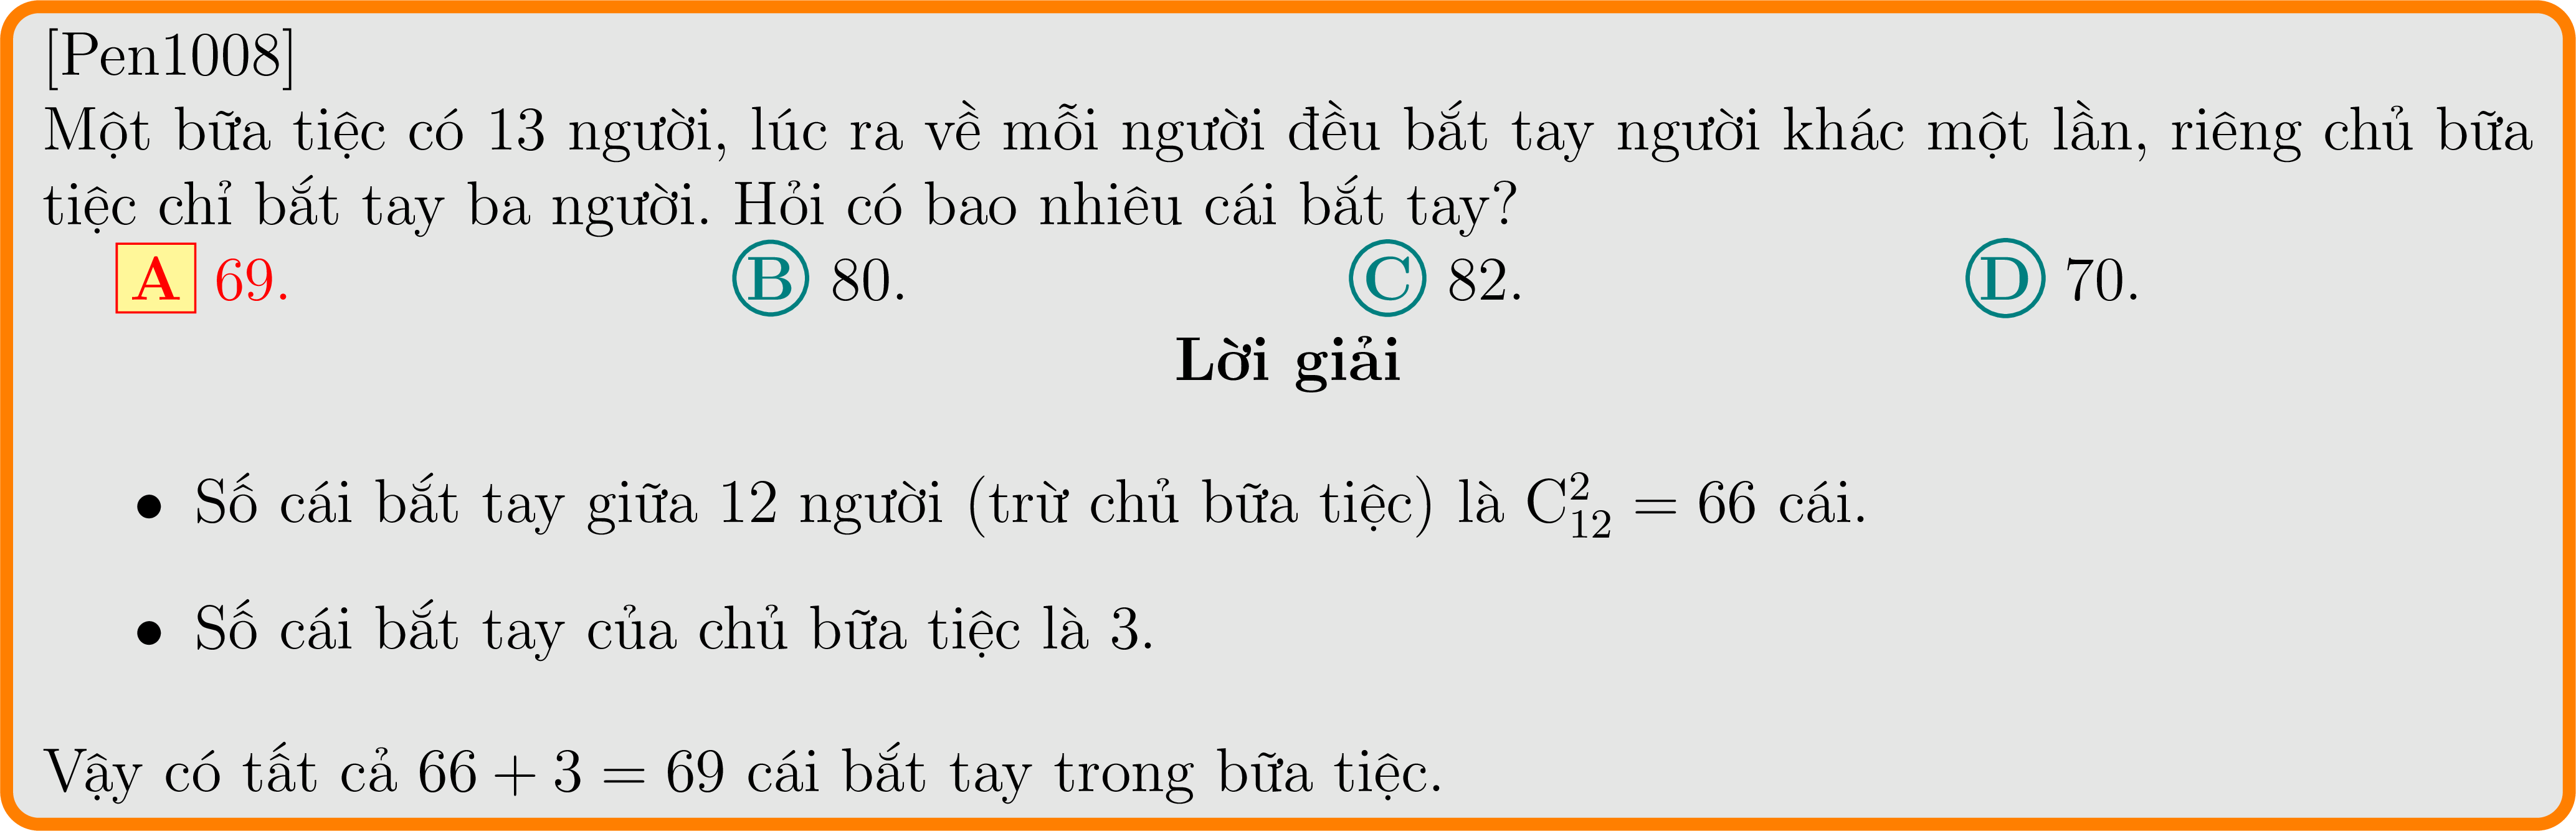 [Pen1008]
Một bữa tiệc có 13 người, lúc ra về mỗi người đều bắt tay người khác một lần, riêng chủ bữa
tiệc chỉ bắt tay ba người. Hỏi có bao nhiêu cái bắt tay?
A 69. B 80. C 82. D 70.
Lời giải
• Số cái bắt tay giữa 12 người (trừ chủ bữa tiệc) là C²₁₂ = 66 cái.
• Số cái bắt tay của chủ bữa tiệc là 3.
Vậy có tất cả 66 + 3 = 69 cái bắt tay trong bữa tiệc.